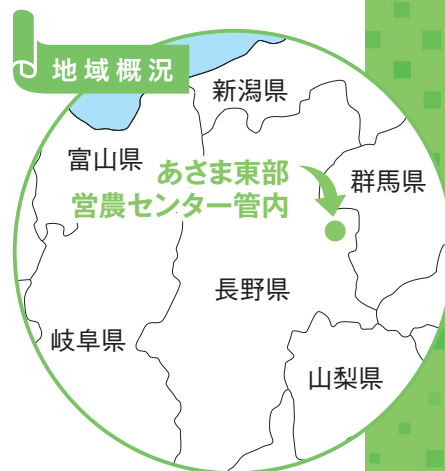 地域概況
新潟県
富山県
あさま東部
営農センター管内
群馬県
長野県
岐阜県
山梨県